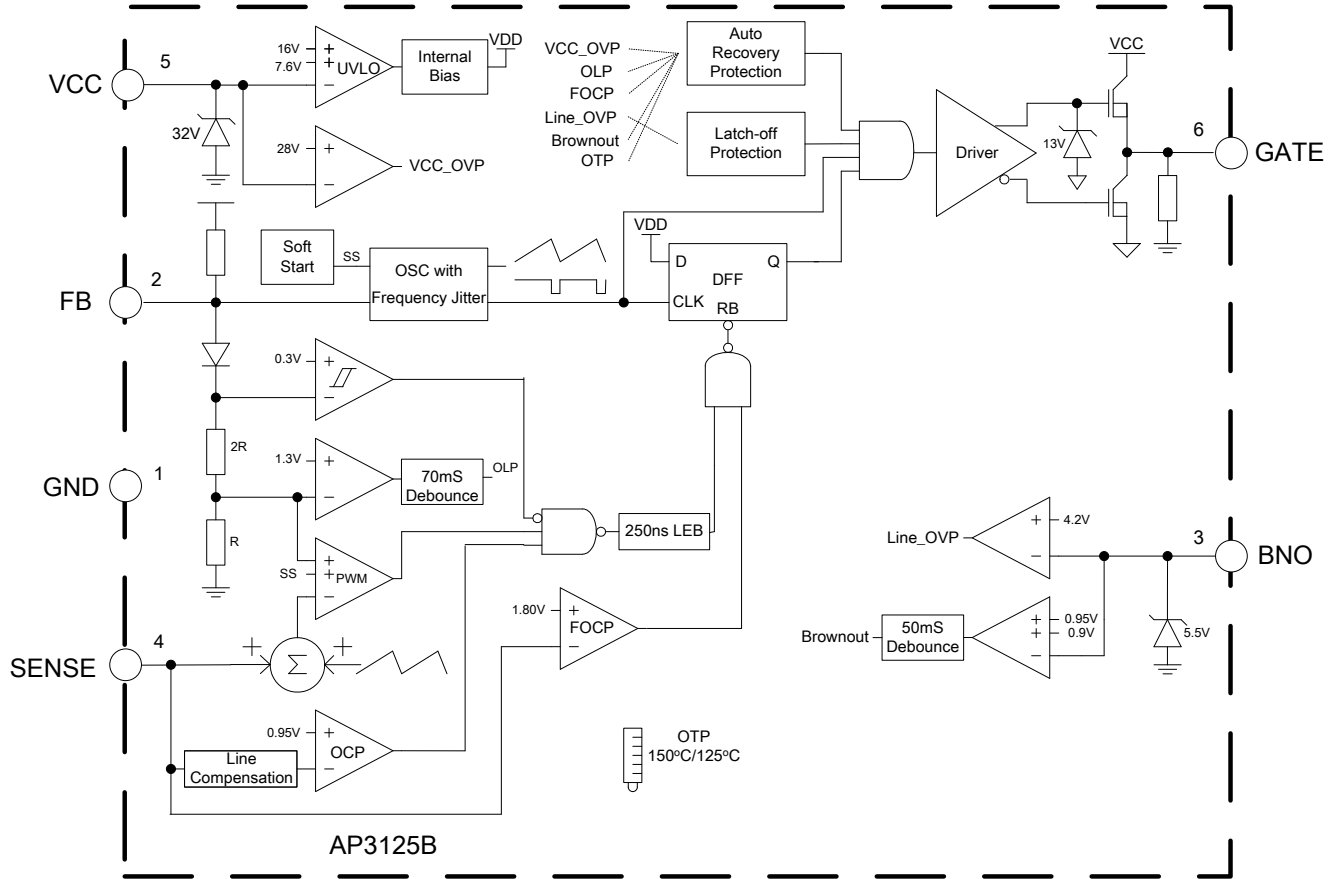 VCC
5
16V
+
7.6V
+
UVLO
−
Internal
Bias
VDD
32V
28V
+
−
VCC_OVP
VCC_OVP
OLP
FOCP
Line_OVP
Brownout
OTP
Auto
Recovery
Protection
Latch-off
Protection
Driver
VCC
13V
6
GATE
Soft
Start
SS
OSC with
Frequency Jitter
VDD
D
Q
DFF
CLK
RB
FB
2
0.3V
+
−
2R
1.3V
+
−
70mS
Debounce
OLP
GND
1
R
SS
+
+
PWM
−
250ns LEB
SENSE
4
+
+
Σ
1.80V
+
FOCP
−
0.95V
+
OCP
−
Line
Compensation
OTP
150ºC/125ºC
Line_OVP
+
4.2V
−
3
BNO
Brownout
50mS
Debounce
+
0.95V
+
0.9V
−
5.5V
AP3125B